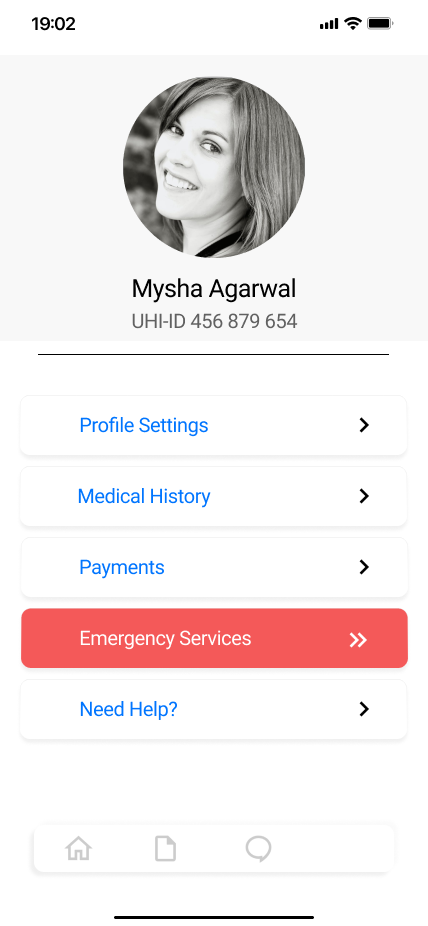 19:02
Mysha Agarwal
UHI-ID 456 879 654
Profile Settings
Medical History
Payments
Emergency Services
Need Help?